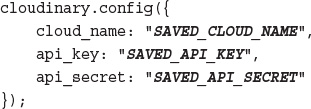 cloudinary.config({
    cloud_name: "SAVED_CLOUD_NAME",
    api_key: "SAVED_API_KEY",
    api_secret: "SAVED_API_SECRET"
});